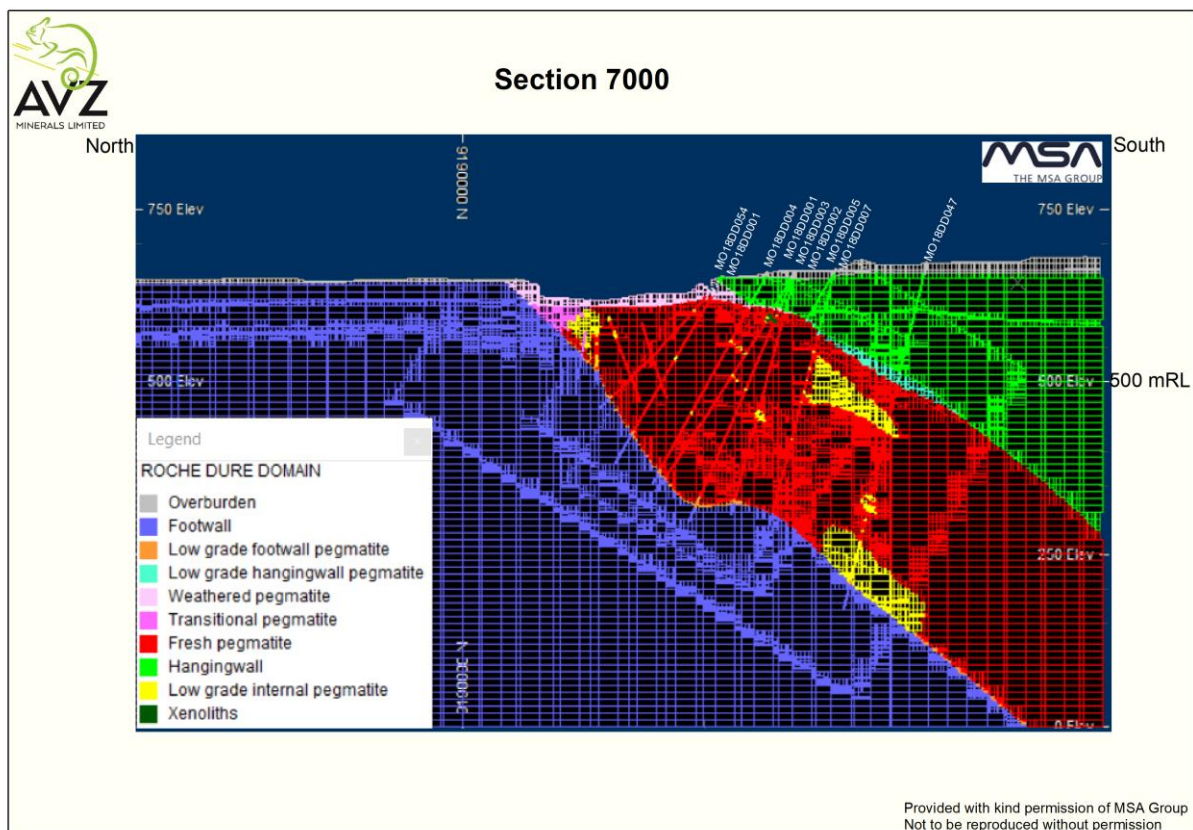 AVZ
MINERALS LIMITED
Section 7000
North
South
MSA
THE MSA GROUP
9190000 N
750 Elev
750 Elev
MO18DD054
MO18DD001
MO18DD004
MO18DD001
MO18DD003
MO18DD002
MO18DD005
MO18DD007
MO18DD047
500 Elev
500 Elev
500 mRL
Legend
ROCHE DURE DOMAIN
Overburden
Footwall
Low grade footwall pegmatite
Low grade hangingwall pegmatite
Weathered pegmatite
Transitional pegmatite
Fresh pegmatite
Hangingwall
Low grade internal pegmatite
Xenoliths
250 Elev
0 Elev
Provided with kind permission of MSA Group
Not to be reproduced without permission